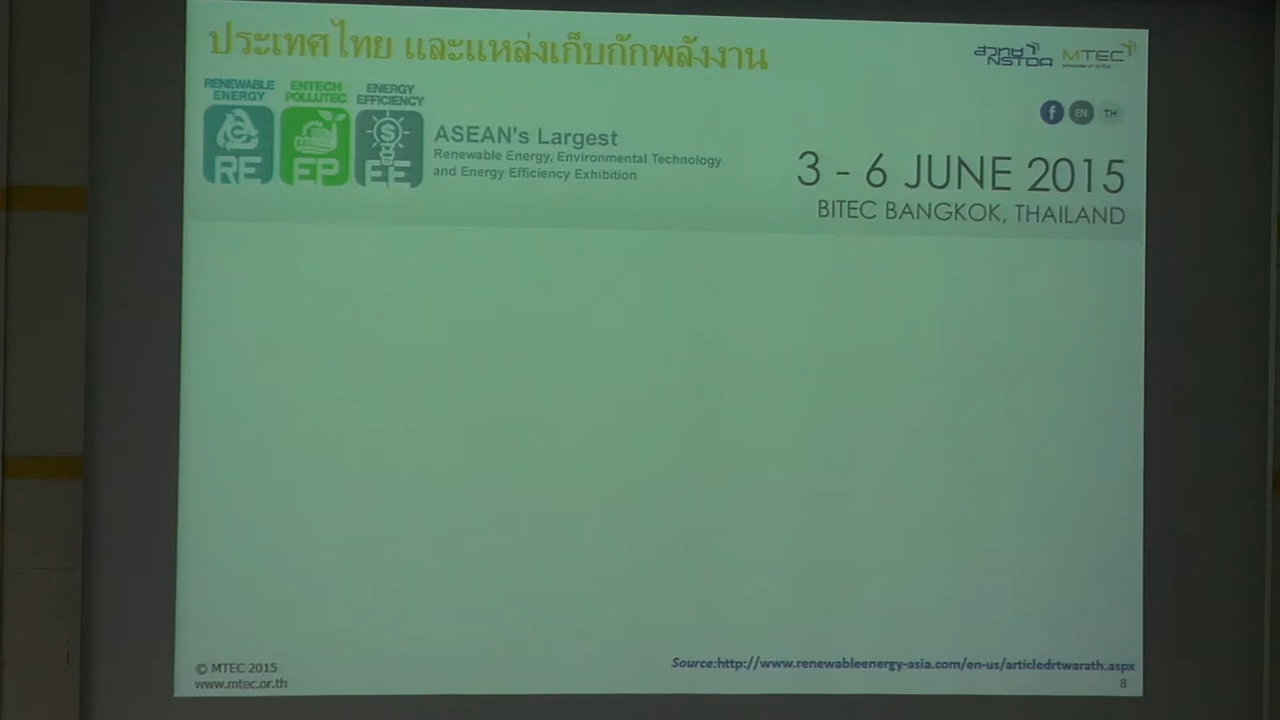 ประเทศไทย และแหล่งเก็บกักพลังงาน
สวทช NSTDA
MTEC
RENEWABLE ENERGY
ENTECH POLLUTEC
ENERGY EFFICIENCY
RE
EP
EE
ASEAN's Largest
Renewable Energy, Environmental Technology
and Energy Efficiency Exhibition
f EN TH
3 - 6 JUNE 2015
BITEC BANGKOK, THAILAND
© MTEC 2015
www.mtec.or.th
Source:http://www.renewableenergy-asia.com/en-us/articledrtwarath.aspx
8